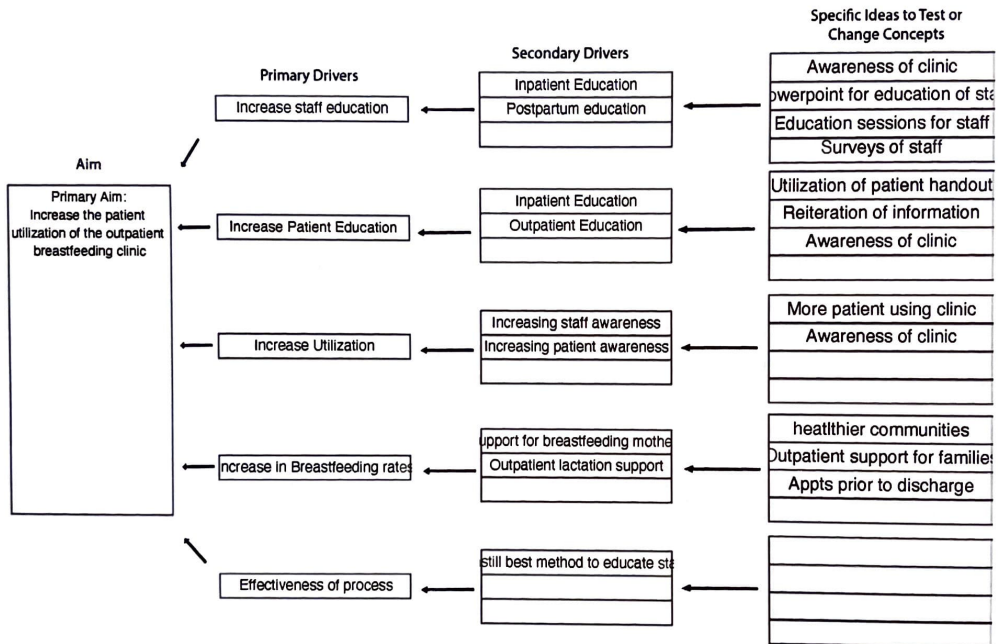 Specific Ideas to Test or
Change Concepts
Secondary Drivers
Primary Drivers
Aim
Primary Aim:
Increase the patient
utilization of the outpatient
breastfeeding clinic
Increase staff education
Inpatient Education
Postpartum education
Awareness of clinic
owerpoint for education of sta
Education sessions for staff
Surveys of staff
Increase Patient Education
Inpatient Education
Outpatient Education
Utilization of patient handout
Reiteration of information
Awareness of clinic
Increase Utilization
Increasing staff awareness
Increasing patient awareness
More patient using clinic
Awareness of clinic
ncrease in Breastfeeding rates
upport for breastfeeding mothe
Outpatient lactation support
heatlthier communities
Outpatient support for families
Appts prior to discharge
Effectiveness of process
still best method to educate sta